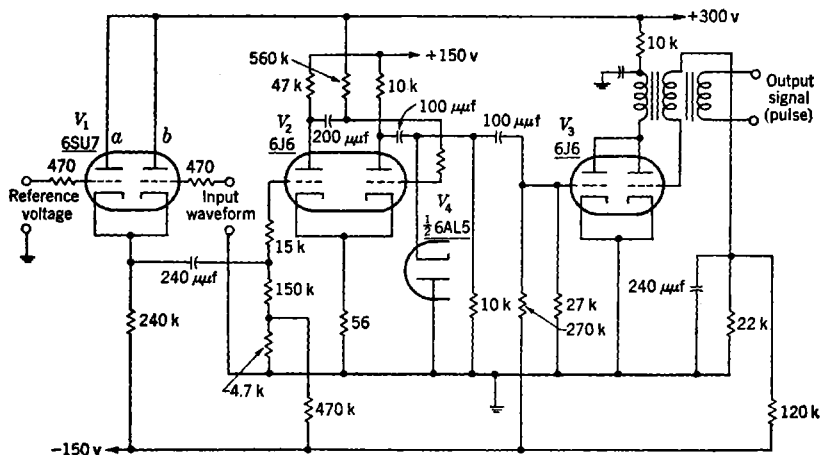 +300 v
10 k
+150 v
560 k
47 k
10 k
100 μμf
Output
signal
(pulse)
V₁
6SU7
a
b
V₂
6J6
200 μμf
100 μμf
V₃
6J6
470
470
Reference
voltage
Input
waveform
V₄
½ 6AL5
15 k
240 μμf
150 k
240 k
56
10 k
27 k
270 k
240 μμf
22 k
4.7 k
470 k
120 k
−150 v